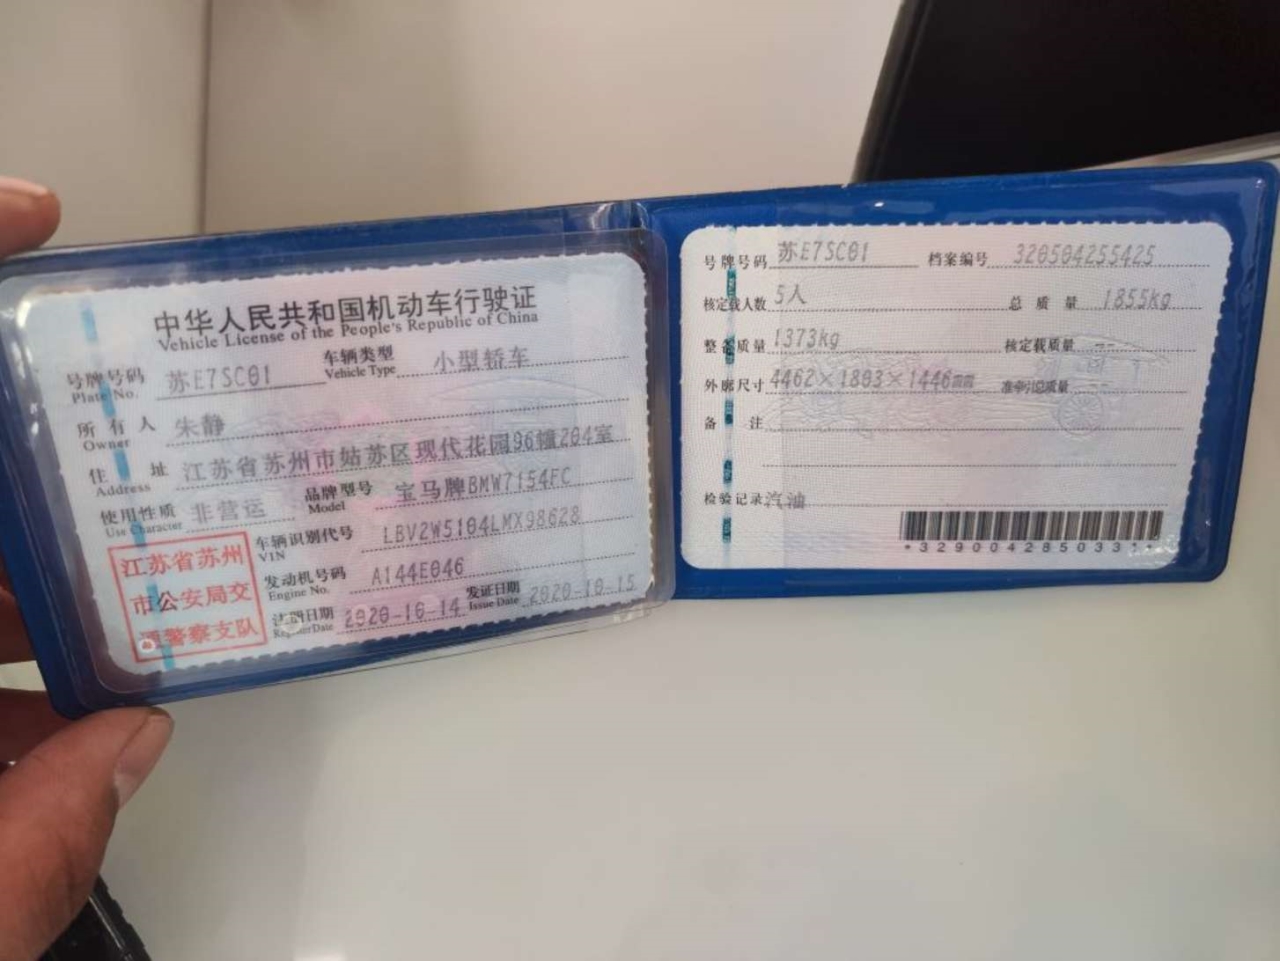 中华人民共和国机动车行驶证
Vehicle License of the People's Republic of China
号牌号码 苏E7SC01 车辆类型 小型轿车
Plate No. Vehicle Type
所有人 朱静
Owner
住址 江苏省苏州市姑苏区现代花园96幢204室
Address
使用性质 非营运 品牌型号 宝马牌BMW7154FC
Use Character Model
江苏省苏州
市公安局交
通警察支队
车辆识别代号 LBV2W5104LMX98628
VIN
发动机号码 A144E046
Engine No.
注册日期 2020-10-14 发证日期 2020-10-15
Register Date Issue Date
号牌号码 苏E7SC01 档案编号 320504255425
核定载人数 5人 总质量 1855kg
整备质量 1373kg 核定载质量 --
外廓尺寸 4462×1803×1446mm 准牵引总质量 --
备注
检验记录 汽油
*3290042850331*